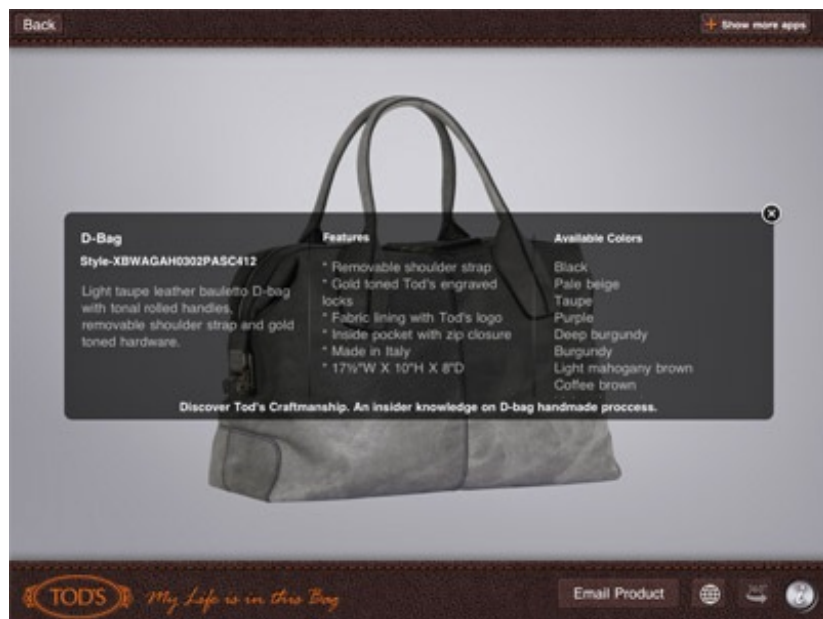 Back
+ Show more apps
D-Bag
Style-XBWAGAH0302PASC412
Light taupe leather bauletto D-bag
with tonal rolled handles,
removable shoulder strap and gold
toned hardware.
Features
* Removable shoulder strap
* Gold toned Tod's engraved
locks
* Fabric lining with Tod's logo
* Inside pocket with zip closure
* Made in Italy
* 17½"W X 10"H X 8"D
Available Colors
Black
Pale beige
Taupe
Purple
Deep burgundy
Burgundy
Light mahogany brown
Coffee brown
Discover Tod's Craftmanship. An insider knowledge on D-bag handmade proccess.
TOD'S
My Life is in this Bag
Email Product
i